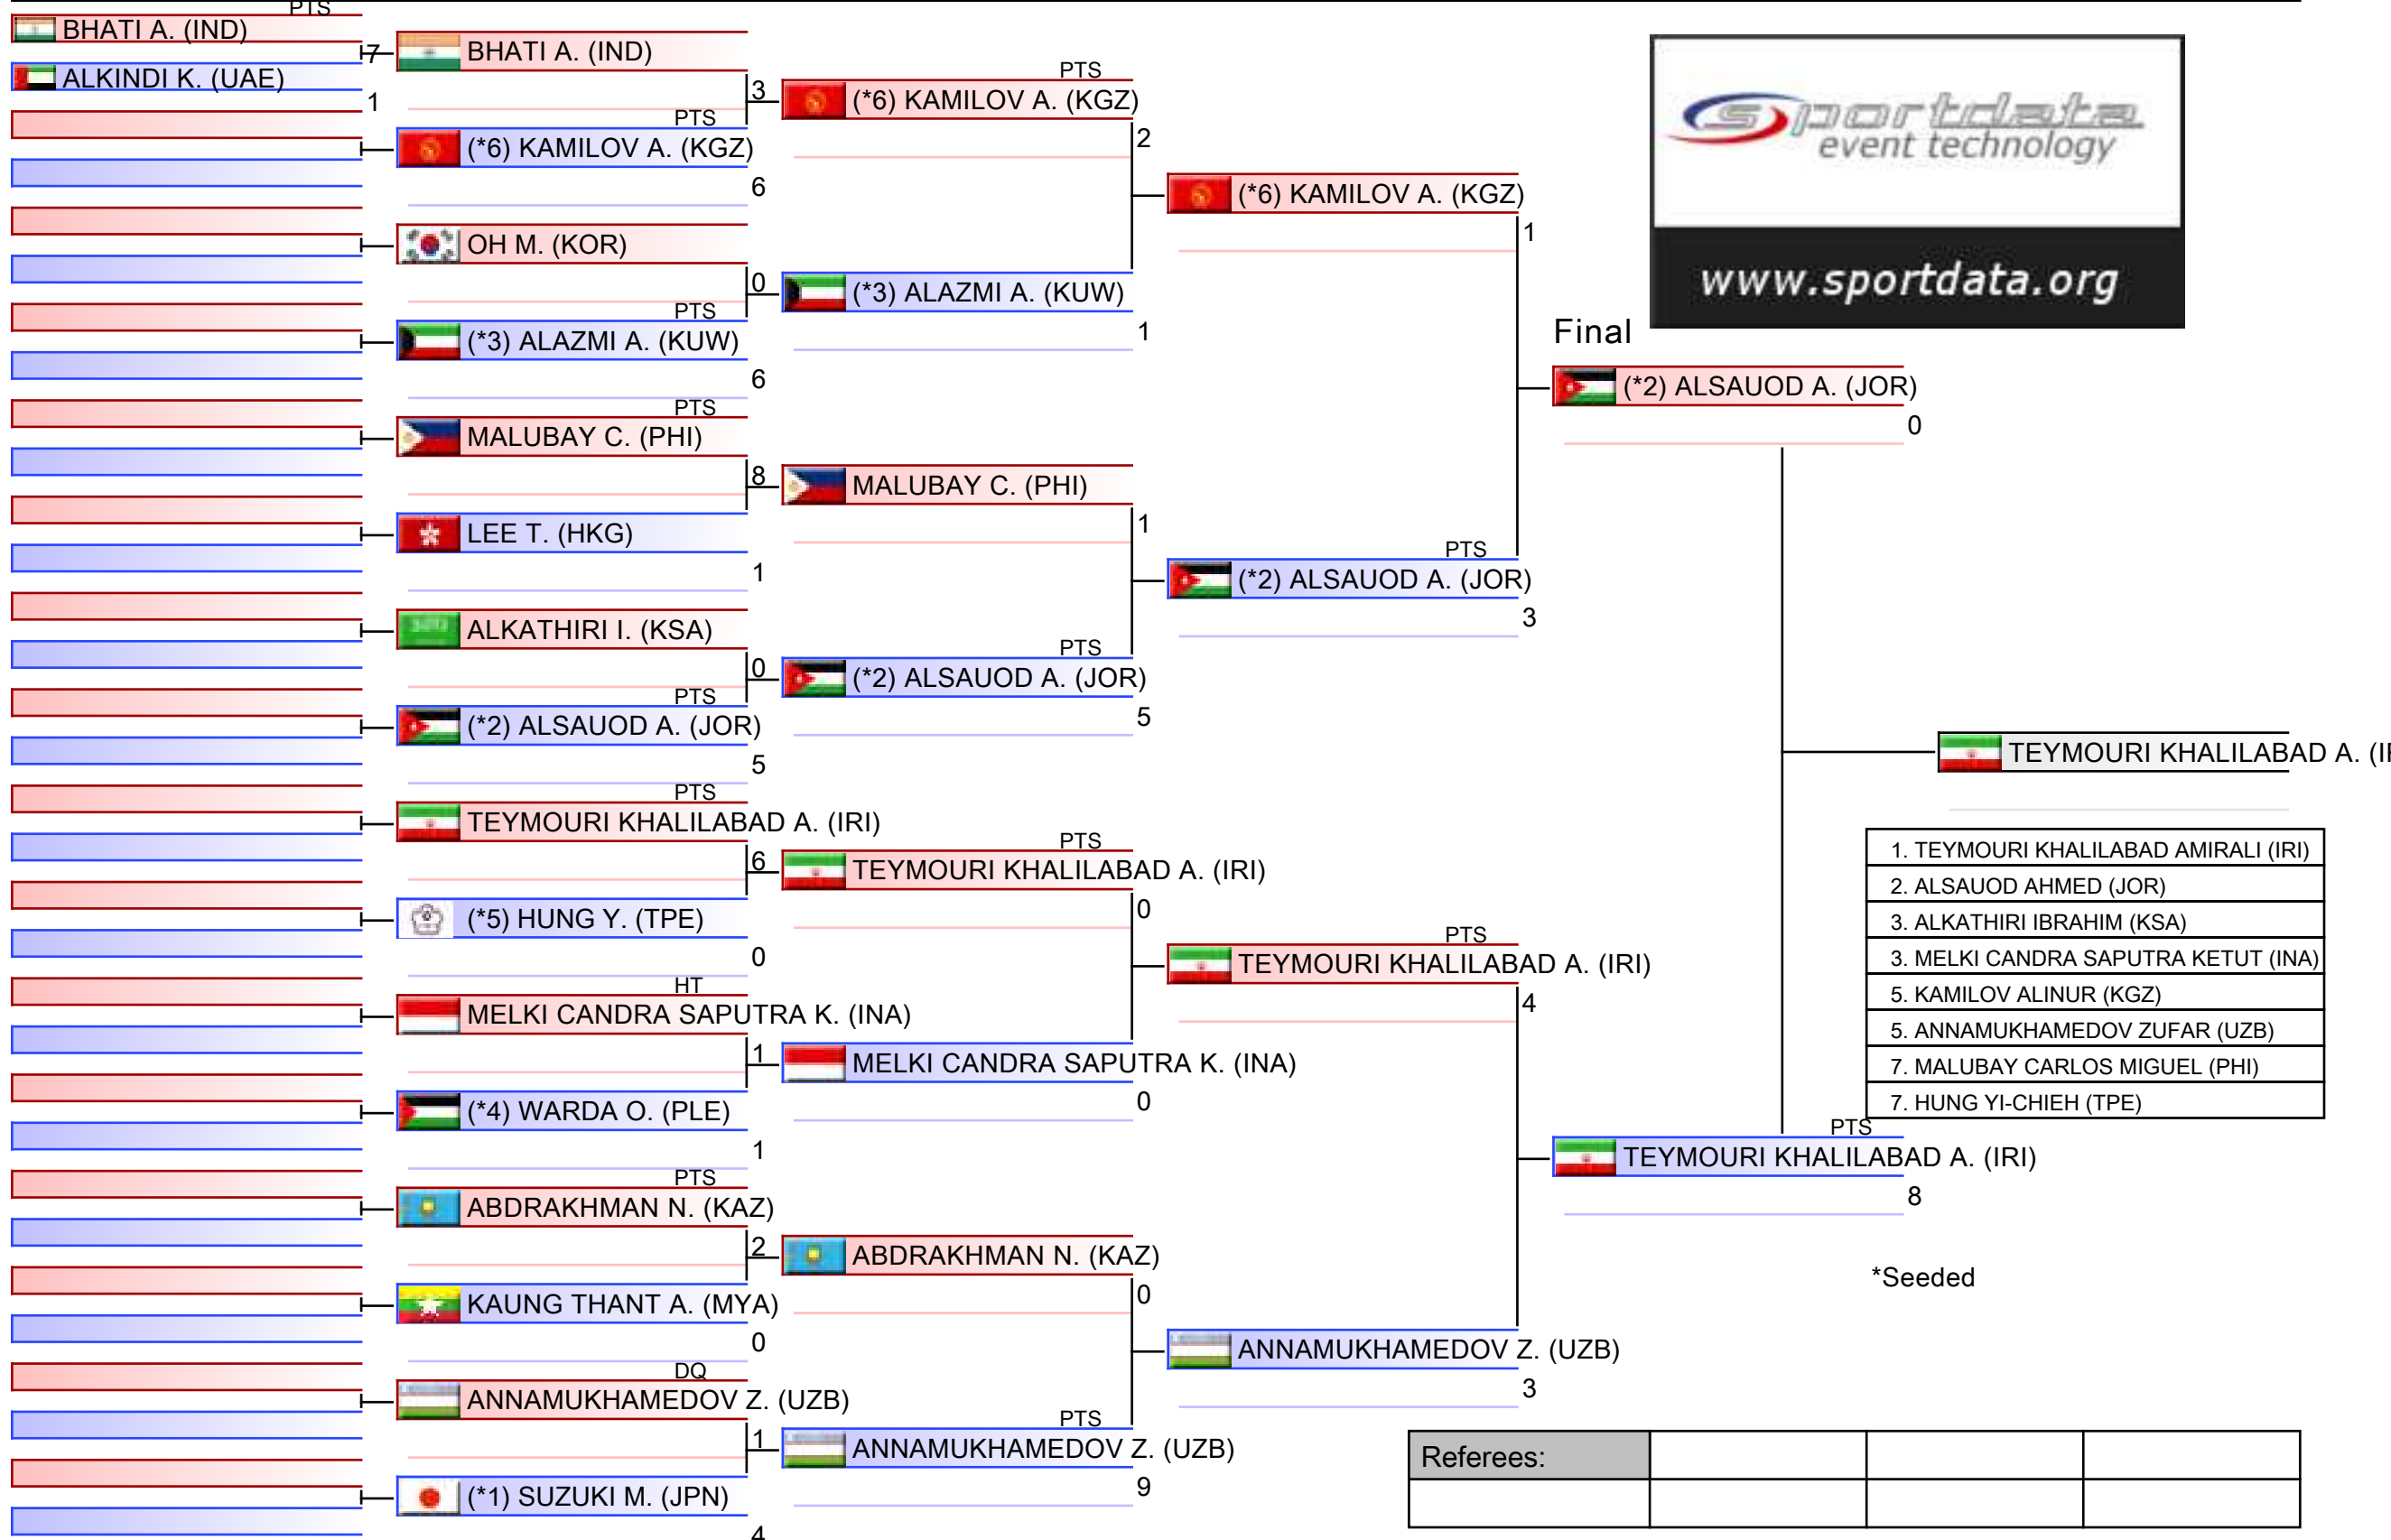 PTS
BHATI A. (IND)
7
ALKINDI K. (UAE)
1
BHATI A. (IND)
3
PTS
(*6) KAMILOV A. (KGZ)
6
OH M. (KOR)
0
PTS
(*3) ALAZMI A. (KUW)
6
PTS
MALUBAY C. (PHI)
8
LEE T. (HKG)
1
ALKATHIRI I. (KSA)
0
PTS
(*2) ALSAUOD A. (JOR)
5
PTS
TEYMOURI KHALILABAD A. (IRI)
6
(*5) HUNG Y. (TPE)
0
HT
MELKI CANDRA SAPUTRA K. (INA)
1
(*4) WARDA O. (PLE)
1
PTS
ABDRAKHMAN N. (KAZ)
2
KAUNG THANT A. (MYA)
0
DQ
ANNAMUKHAMEDOV Z. (UZB)
1
(*1) SUZUKI M. (JPN)
4
PTS
(*6) KAMILOV A. (KGZ)
2
(*3) ALAZMI A. (KUW)
1
MALUBAY C. (PHI)
1
PTS
(*2) ALSAUOD A. (JOR)
5
PTS
TEYMOURI KHALILABAD A. (IRI)
0
MELKI CANDRA SAPUTRA K. (INA)
0
ABDRAKHMAN N. (KAZ)
0
PTS
ANNAMUKHAMEDOV Z. (UZB)
9
(*6) KAMILOV A. (KGZ)
1
PTS
(*2) ALSAUOD A. (JOR)
3
PTS
TEYMOURI KHALILABAD A. (IRI)
4
ANNAMUKHAMEDOV Z. (UZB)
3
sportdata
event technology
www.sportdata.org
Final
(*2) ALSAUOD A. (JOR)
0
PTS
TEYMOURI KHALILABAD A. (IRI)
8
TEYMOURI KHALILABAD A. (I
1. TEYMOURI KHALILABAD AMIRALI (IRI)
2. ALSAUOD AHMED (JOR)
3. ALKATHIRI IBRAHIM (KSA)
3. MELKI CANDRA SAPUTRA KETUT (INA)
5. KAMILOV ALINUR (KGZ)
5. ANNAMUKHAMEDOV ZUFAR (UZB)
7. MALUBAY CARLOS MIGUEL (PHI)
7. HUNG YI-CHIEH (TPE)
*Seeded
Referees: